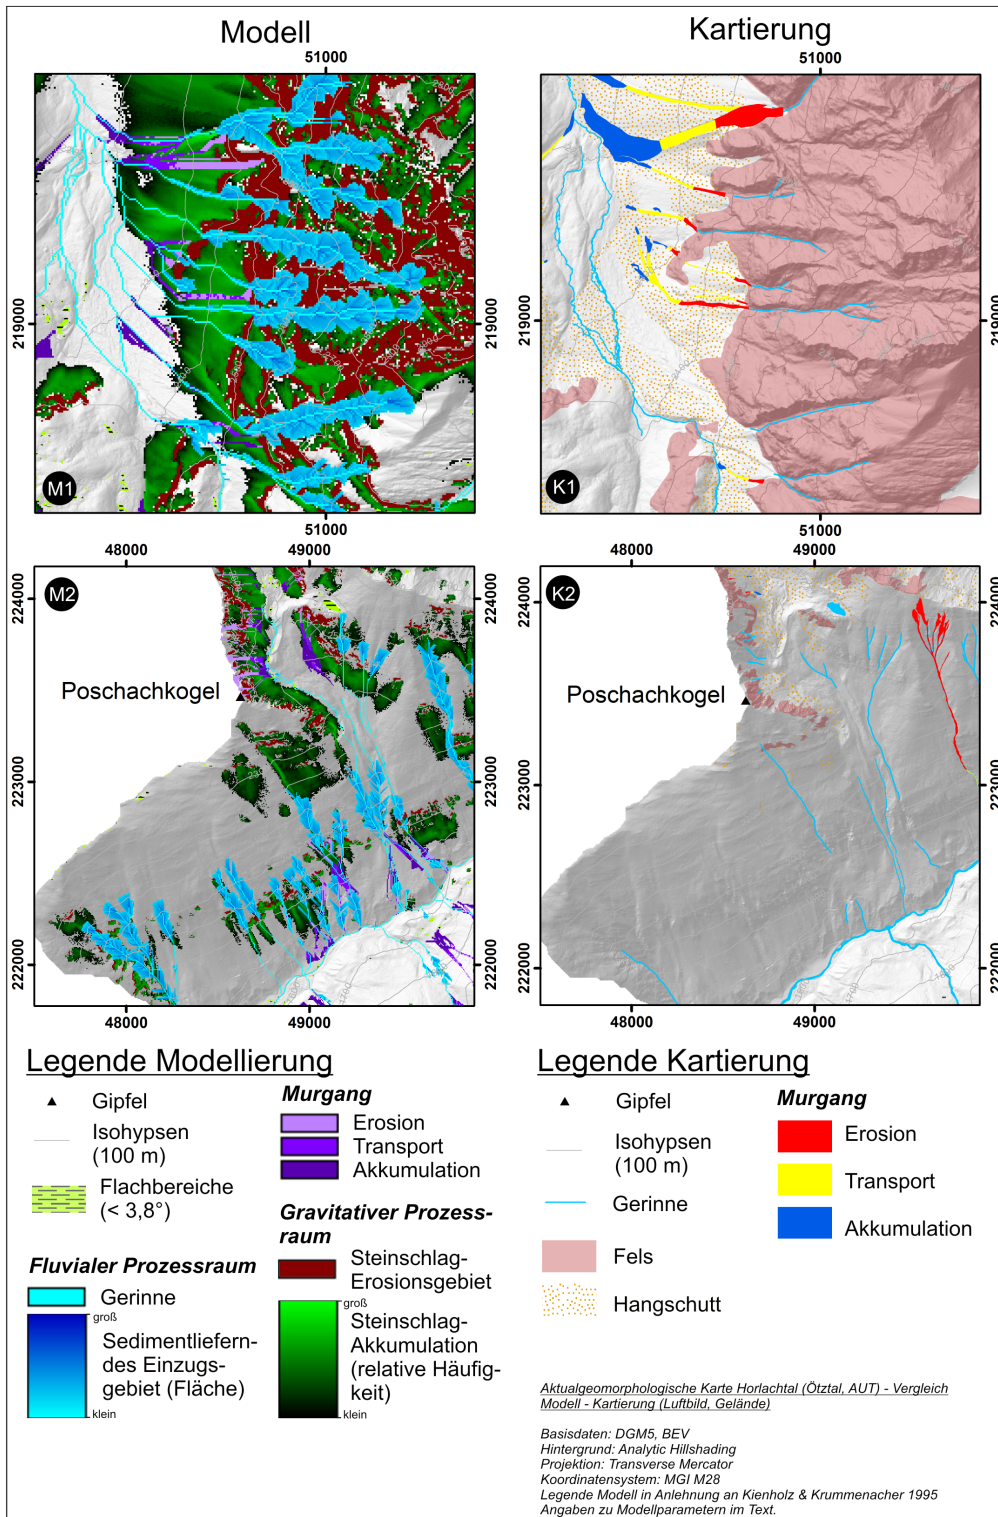 Modell
Kartierung
51000
51000
219000
219000
219000
M1
K1
51000
51000
48000 49000
48000 49000
M2
K2
224000
224000
224000
224000
Poschachkogel
Poschachkogel
223000
223000
223000
223000
222000
222000
222000
222000
48000 49000
48000 49000
Legende Modellierung
Gipfel
Isohypsen
(100 m)
Flachbereiche
(< 3,8°)
Fluvialer Prozessraum
Gerinne
groß
Sedimentliefern-
des Einzugs-
gebiet (Fläche)
klein
Murgang
Erosion
Transport
Akkumulation
Gravitativer Prozess-
raum
Steinschlag-
Erosionsgebiet
groß
Steinschlag-
Akkumulation
(relative Häufig-
keit)
klein
Legende Kartierung
Gipfel
Isohypsen
(100 m)
Gerinne
Fels
Hangschutt
Murgang
Erosion
Transport
Akkumulation
Aktualgeomorphologische Karte Horlachtal (Ötztal, AUT) - Vergleich
Modell - Kartierung (Luftbild, Gelände)
Basisdaten: DGM5, BEV
Hintergrund: Analytic Hillshading
Projektion: Transverse Mercator
Koordinatensystem: MGI M28
Legende Modell in Anlehnung an Kienholz & Krummenacher 1995
Angaben zu Modellparametern im Text.